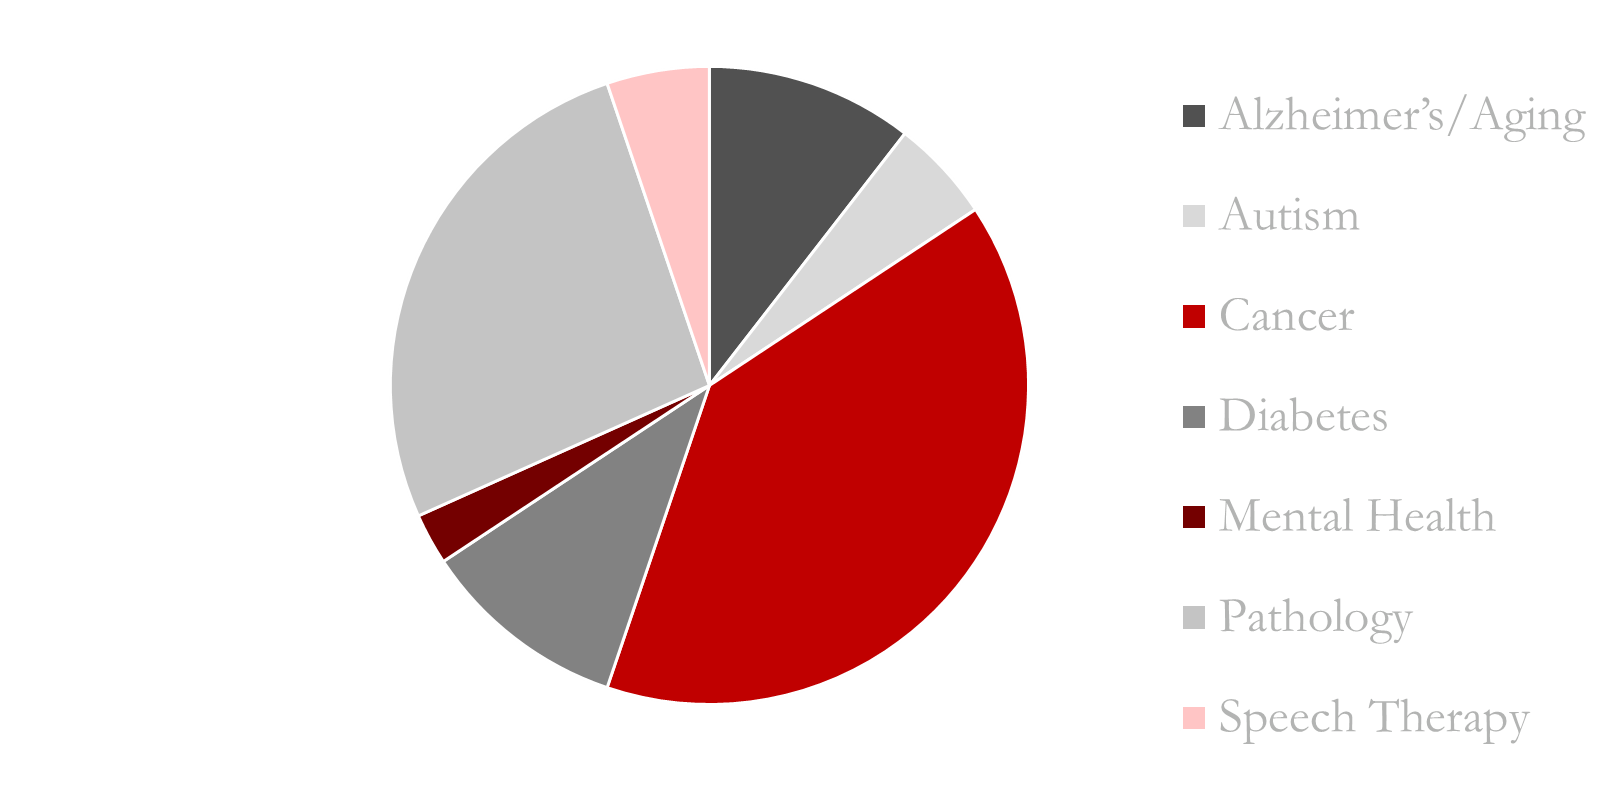 Alzheimer’s/Aging
Autism
Cancer
Diabetes
Mental Health
Pathology
Speech Therapy